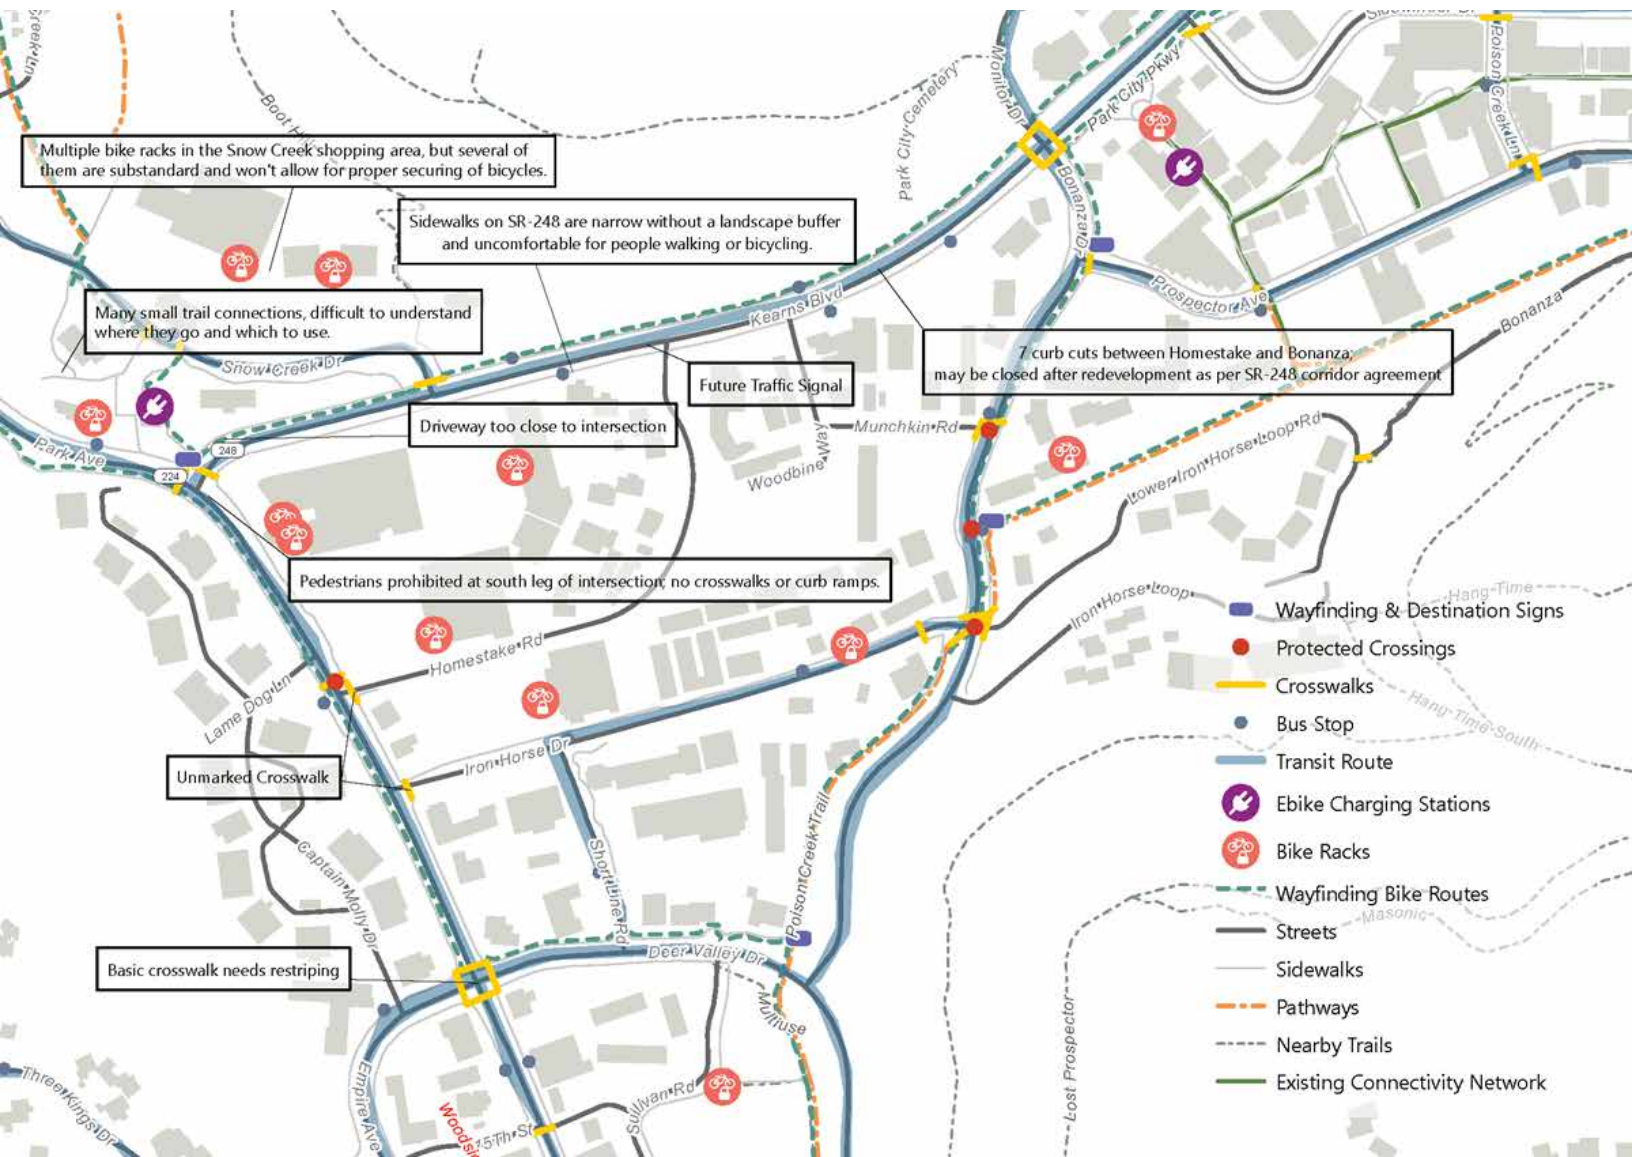 Creek Ln
Boot Hill
Multiple bike racks in the Snow Creek shopping area, but several of
them are substandard and won't allow for proper securing of bicycles.
Sidewalks on SR-248 are narrow without a landscape buffer
and uncomfortable for people walking or bicycling.
Many small trail connections, difficult to understand
where they go and which to use.
Park City Cemetery
Monitor Dr
Park City Pkwy
Sidewinder Dr
Poison Creek Ln
Bonanza Dr
Prospector Ave
Bonanza
Kearns Blvd
Snow Creek Dr
7 curb cuts between Homestake and Bonanza;
may be closed after redevelopment as per SR-248 corridor agreement
Future Traffic Signal
Driveway too close to intersection
Munchkin Rd
Woodbine Way
Lower Iron Horse Loop Rd
Park Ave
248
224
Pedestrians prohibited at south leg of intersection; no crosswalks or curb ramps.
Iron Horse Loop
Hang Time
Homestake Rd
Lame Dog Ln
Unmarked Crosswalk
Iron Horse Dr
Hang Time South
Captain Molly Dr
Short Line Rd
Poison Creek Trail
Masonic
Basic crosswalk needs restriping
Deer Valley Dr
Multiuse
Lost Prospector
Empire Ave
Three Kings Dr
15Th St
Sullivan Rd
Wayfinding & Destination Signs
Protected Crossings
Crosswalks
Bus Stop
Transit Route
Ebike Charging Stations
Bike Racks
Wayfinding Bike Routes
Streets
Sidewalks
Pathways
Nearby Trails
Existing Connectivity Network